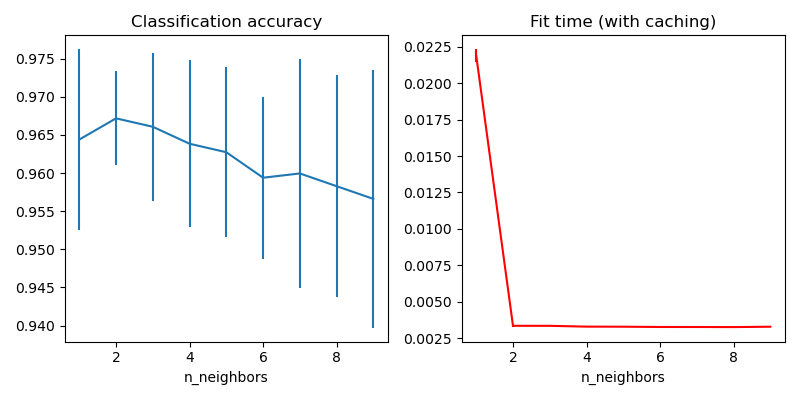 Classification accuracy
0.975
0.970
0.965
0.960
0.955
0.950
0.945
0.940
2 4 6 8
n_neighbors
Fit time (with caching)
0.0225
0.0200
0.0175
0.0150
0.0125
0.0100
0.0075
0.0050
0.0025
2 4 6 8
n_neighbors